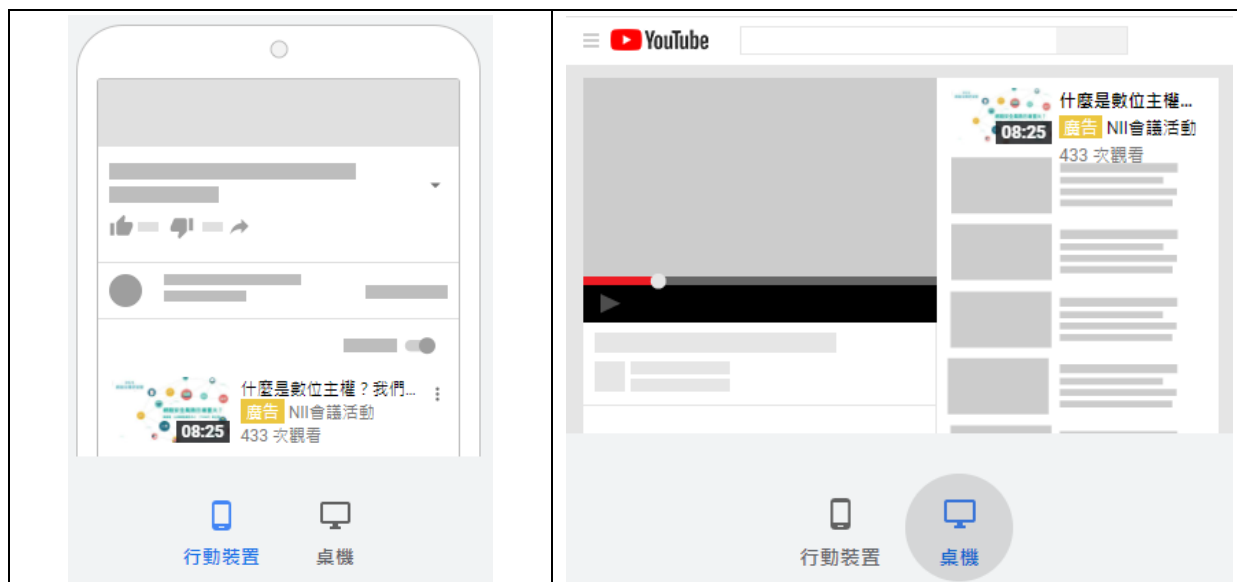 什麼是數位主權？我們...
廣告 NII會議活動
08:25
433 次觀看
行動裝置
桌機
YouTube
什麼是數位主權...
08:25
廣告 NII會議活動
433 次觀看
行動裝置
桌機